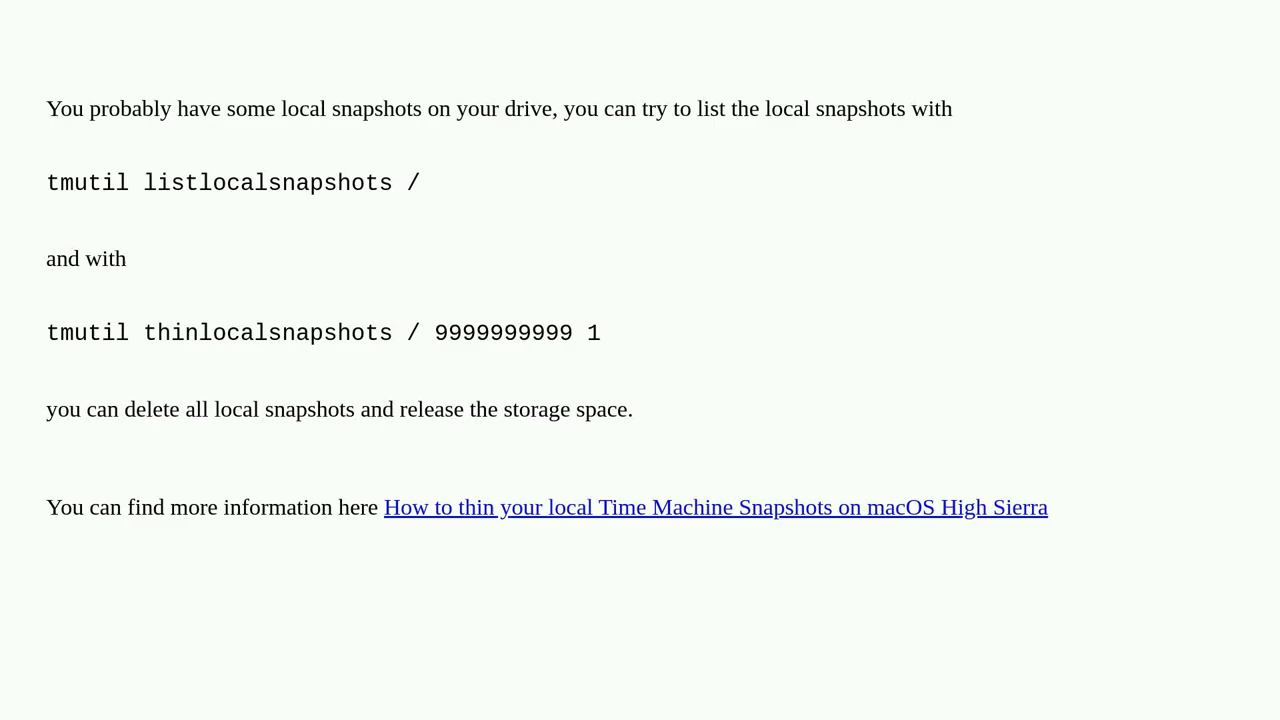 You probably have some local snapshots on your drive, you can try to list the local snapshots with
tmutil listlocalsnapshots /
and with
tmutil thinlocalsnapshots / 9999999999 1
you can delete all local snapshots and release the storage space.
You can find more information here How to thin your local Time Machine Snapshots on macOS High Sierra